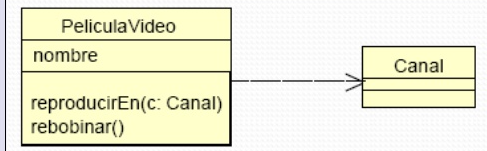 PeliculaVideo
nombre
reproducirEn(c: Canal)
rebobinar()
Canal